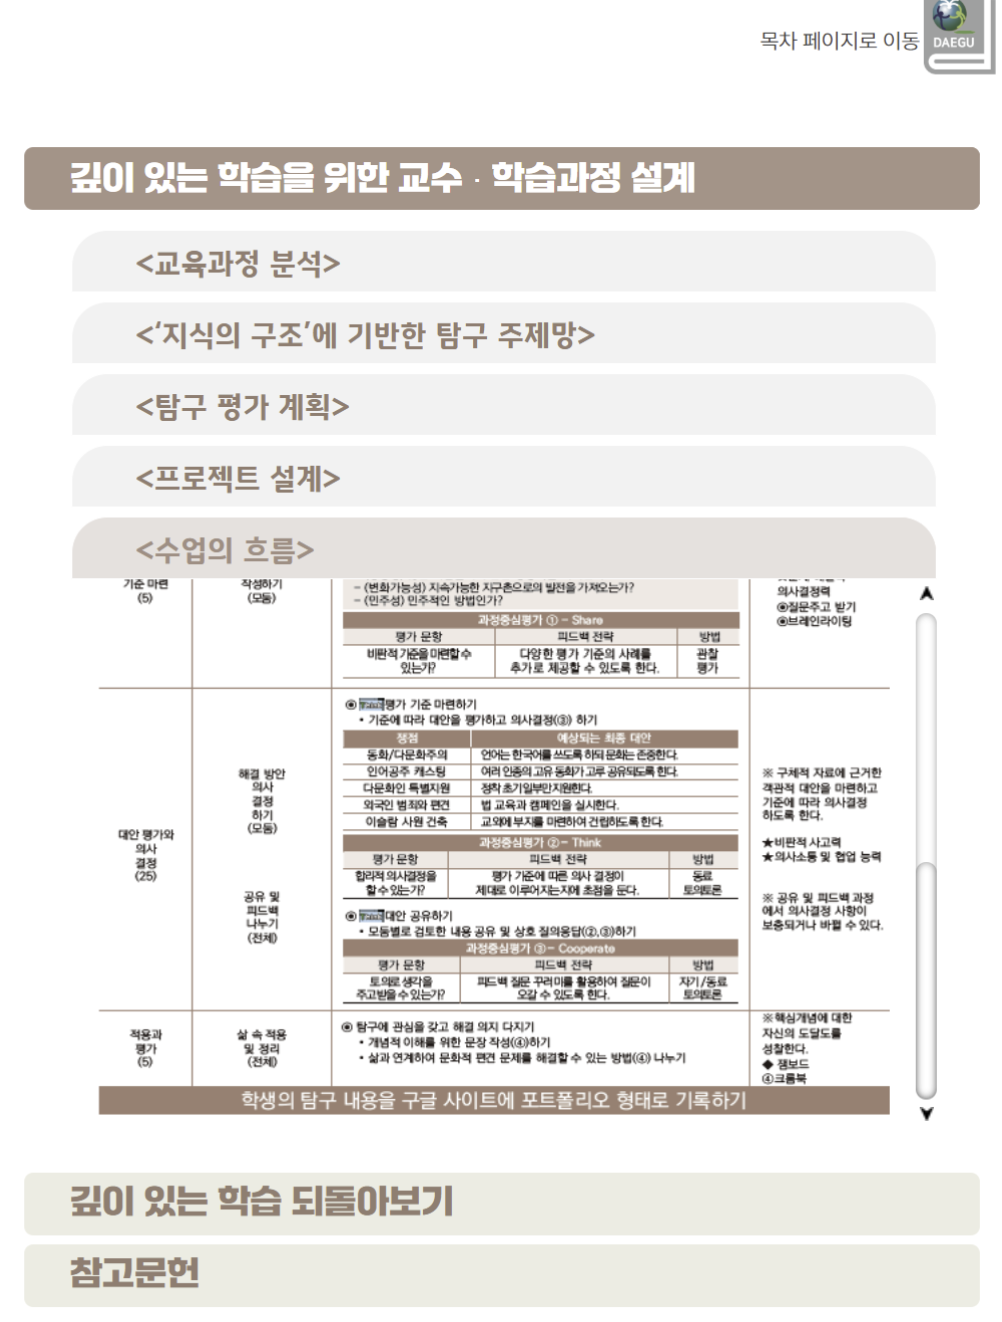 목차 페이지로 이동
DAEGU
깊이 있는 학습을 위한 교수 · 학습과정 설계
<교육과정 분석>
<‘지식의 구조’에 기반한 탐구 주제망>
<탐구 평가 계획>
<프로젝트 설계>
<수업의 흐름>
기준 마련
(5)
작성하기
(모둠)
– (변화가능성) 지속가능한 지구촌으로의 발전을 가져오는가?
– (민주성) 민주적인 방법인가?
과정중심평가 ① – Share
평가 문항 피드백 전략 방법
비판적 기준을 마련할 수 다양한 평가 기준의 사례를 관찰
있는가? 추가로 제공할 수 있도록 한다. 평가
의사결정력
◉질문주고 받기
◉브레인라이팅
대안 평가와
의사
결정
(25)
해결 방안
의사
결정
하기
(모둠)
공유 및
피드백
나누기
(전체)
◉ 평가 기준 마련하기
• 기준에 따라 대안을 평가하고 의사결정(③) 하기
쟁점 예상되는 최종 대안
동화/다문화주의 언어는 한국어를 쓰도록 하되 문화는 존중한다.
인어공주 캐스팅 여러 인종의 고유 동화가 고루 공유되도록 한다.
다문화인 특별지원 정착 초기 일부만 지원한다.
외국인 범죄와 편견 법 교육과 캠페인을 실시한다.
이슬람 사원 건축 교외에 부지를 마련하여 건립하도록 한다.
과정중심평가 ② – Think
평가 문항 피드백 전략 방법
합리적 의사결정을 평가 기준에 따른 의사 결정이 동료
할 수 있는가? 제대로 이루어지는지에 초점을 둔다. 토의토론
◉ 대안 공유하기
• 모둠별로 검토한 내용 공유 및 상호 질의응답(②,③)하기
과정중심평가 ③ – Cooperate
평가 문항 피드백 전략 방법
토의로 생각을 피드백 질문 꾸러미를 활용하여 질문이 자기/동료
주고받을 수 있는가? 오갈 수 있도록 한다. 토의토론
※ 구체적 자료에 근거한
객관적 대안을 마련하고
기준에 따라 의사결정
하도록 한다.
★비판적 사고력
★의사소통 및 협업 능력
※ 공유 및 피드백 과정
에서 의사결정 사항이
보충되거나 바뀔 수 있다.
적용과
평가
(5)
삶 속 적용
및 정리
(전체)
◉ 탐구에 관심을 갖고 해결 의지 다지기
• 개념적 이해를 위한 문장 작성(④)하기
• 삶과 연계하여 문화적 편견 문제를 해결할 수 있는 방법(④) 나누기
※핵심개념에 대한
자신의 도달도를
성찰한다.
◆ 잼보드
④크롬북
학생의 탐구 내용을 구글 사이트에 포트폴리오 형태로 기록하기
깊이 있는 학습 되돌아보기
참고문헌